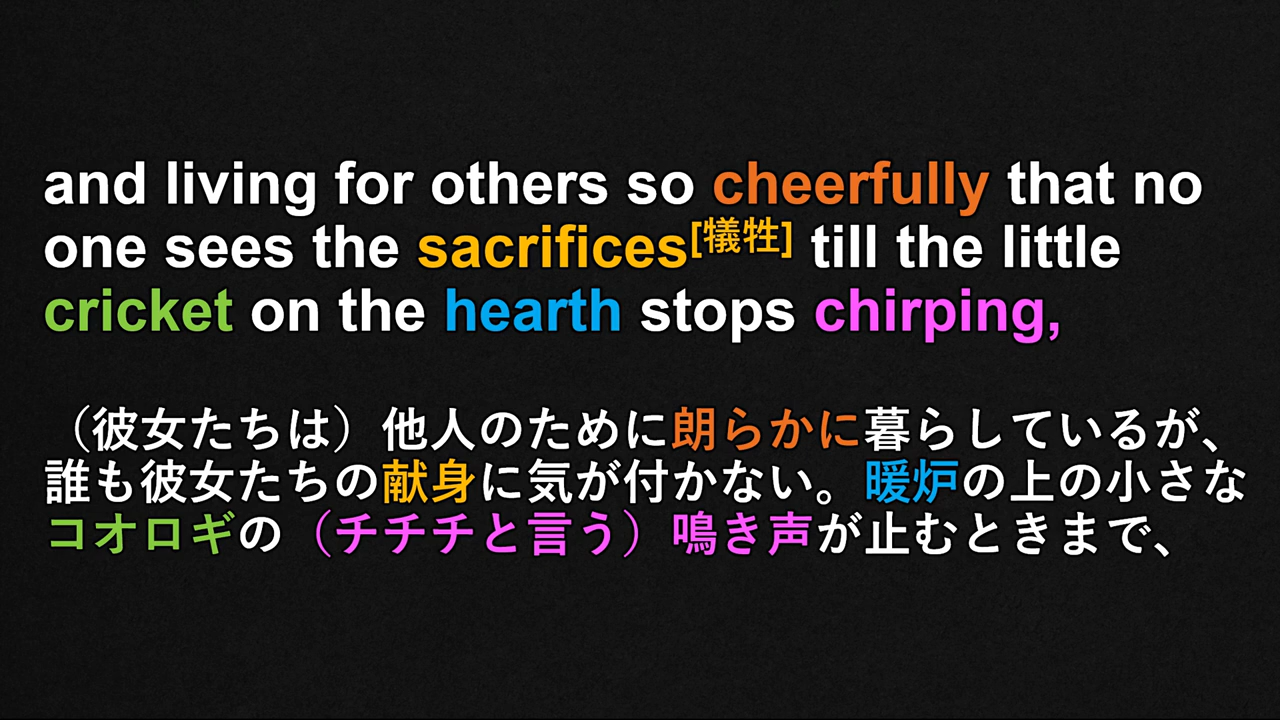 and living for others so cheerfully that no
one sees the sacrifices[犠牲] till the little
cricket on the hearth stops chirping,
（彼女たちは）他人のために朗らかに暮らしているが、
誰も彼女たちの献身に気が付かない。暖炉の上の小さな
コオロギの（チチチと言う）鳴き声が止むときまで、